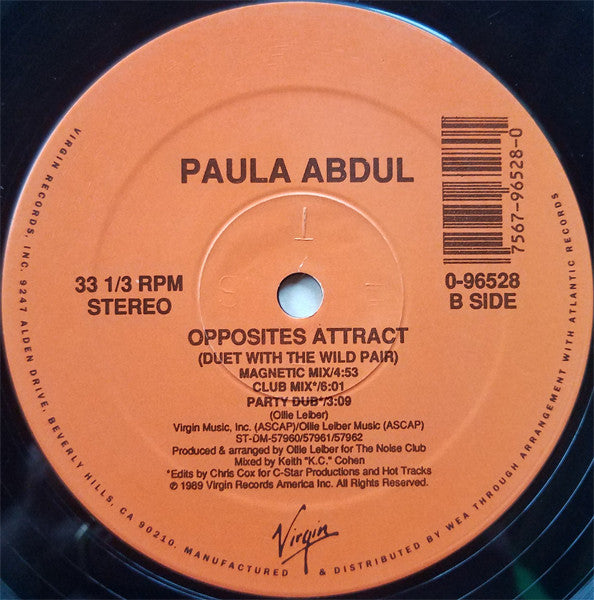 PAULA ABDUL
7567-96528-0
33 1/3 RPM
STEREO
0-96528
B SIDE
OPPOSITES ATTRACT
(DUET WITH THE WILD PAIR)
MAGNETIC MIX/4:53
CLUB MIX*/6:01
PARTY DUB*/3:09
(Ollie Leiber)
Virgin Music, Inc. (ASCAP)/Ollie Leiber Music (ASCAP)
ST-DM-57960/57961/57962
Produced & arranged by Ollie Leiber for The Noise Club
Mixed by Keith "K.C." Cohen
*Edits by Chris Cox for C-Star Productions and Hot Tracks
℗ 1989 Virgin Records America Inc. All Rights Reserved.
Virgin
VIRGIN RECORDS, INC. 9247 ALDEN DRIVE, BEVERLY HILLS, CA 90210. MANUFACTURED & DISTRIBUTED BY WEA THROUGH ARRANGEMENT WITH ATLANTIC RECORDS